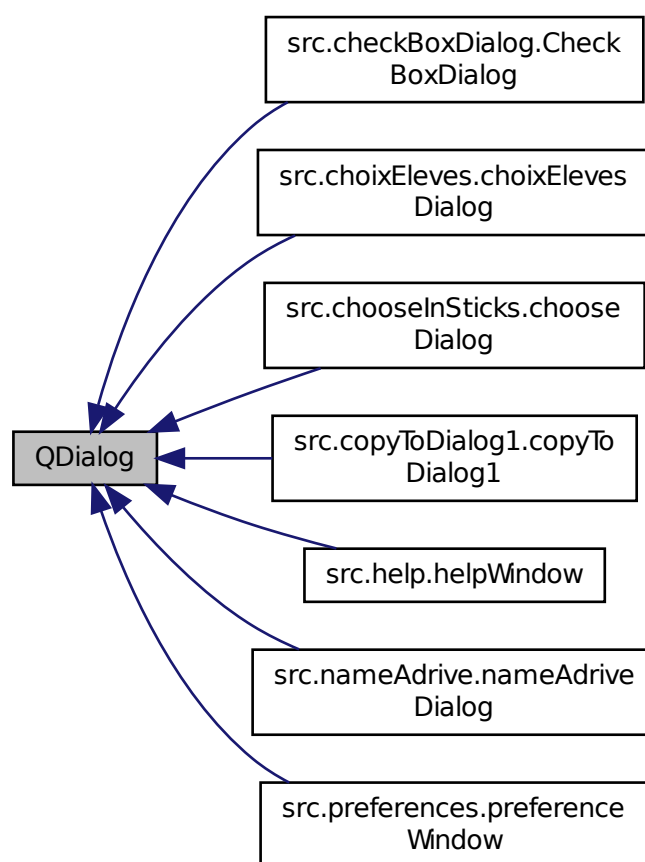 src.checkBoxDialog.Check
BoxDialog
src.choixEleves.choixEleves
Dialog
src.chooseInSticks.choose
Dialog
QDialog
src.copyToDialog1.copyTo
Dialog1
src.help.helpWindow
src.nameAdrive.nameAdrive
Dialog
src.preferences.preference
Window